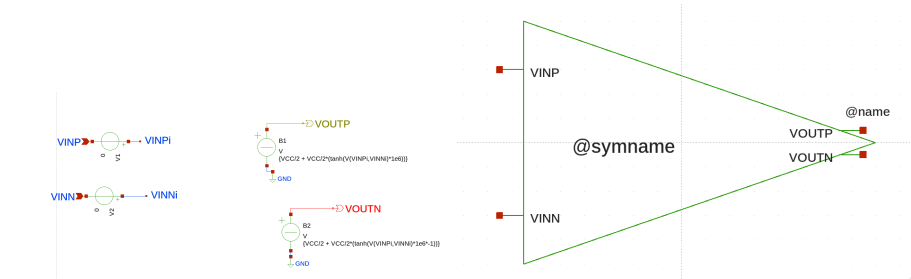 VINP
0
V1
VINPi
VINN
0
V2
VINNi
VOUTP
B1
V
{VCC/2 + VCC/2*(tanh(V(VINPi,VINNi)*1e6))}
GND
VOUTN
B2
V
{VCC/2 + VCC/2*(tanh(V(VINPi,VINNi)*1e6*-1))}
GND
VINP
@name
VOUTP
@symname
VOUTN
VINN